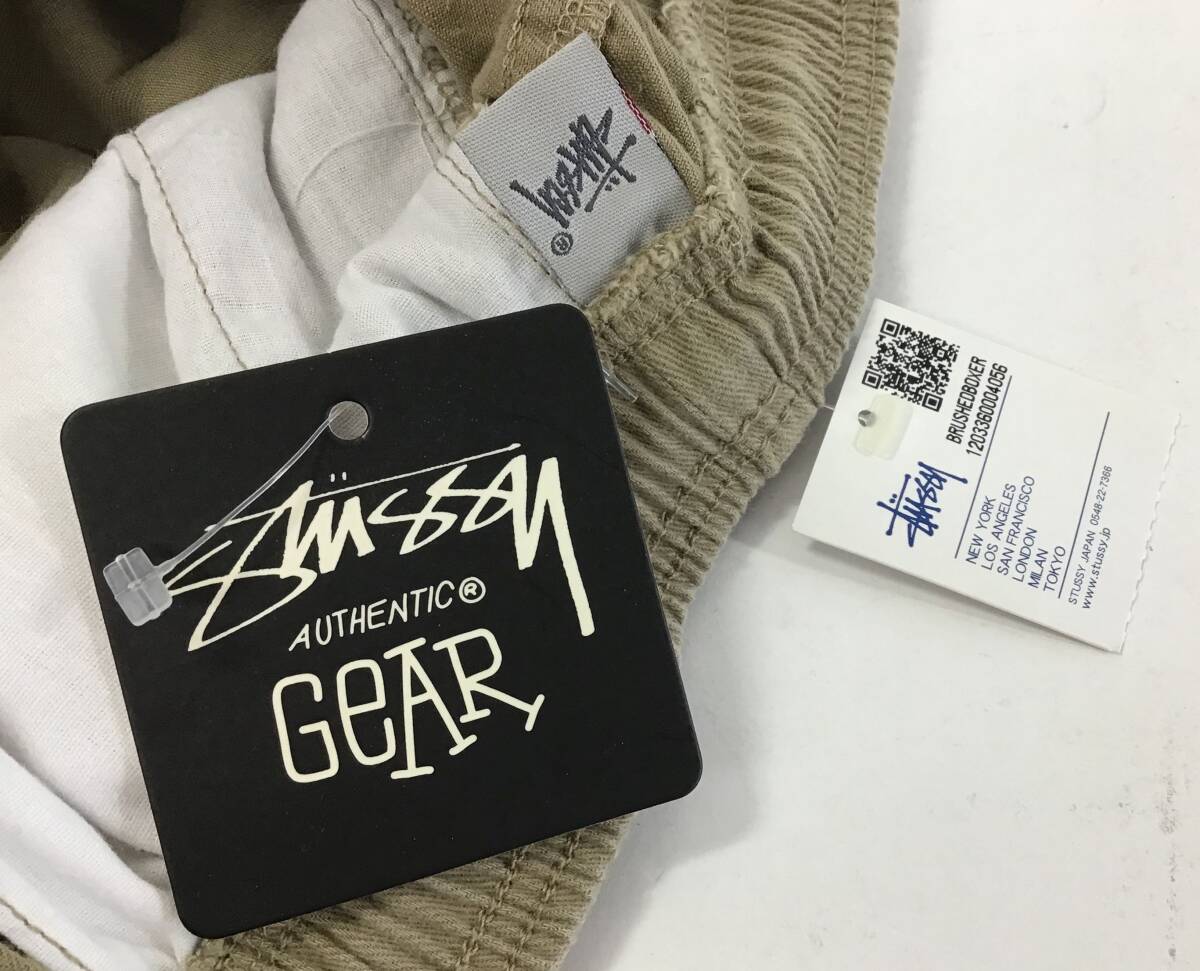 Stüssy
®
Stüssy
AUTHENTIC®
GEAR
BRUSHEDBOXER
1203360004056
Stüssy
NEW YORK
LOS ANGELES
SAN FRANCISCO
LONDON
MILAN
TOKYO
STUSSY JAPAN 0548-22-7366
www.stussy.jp